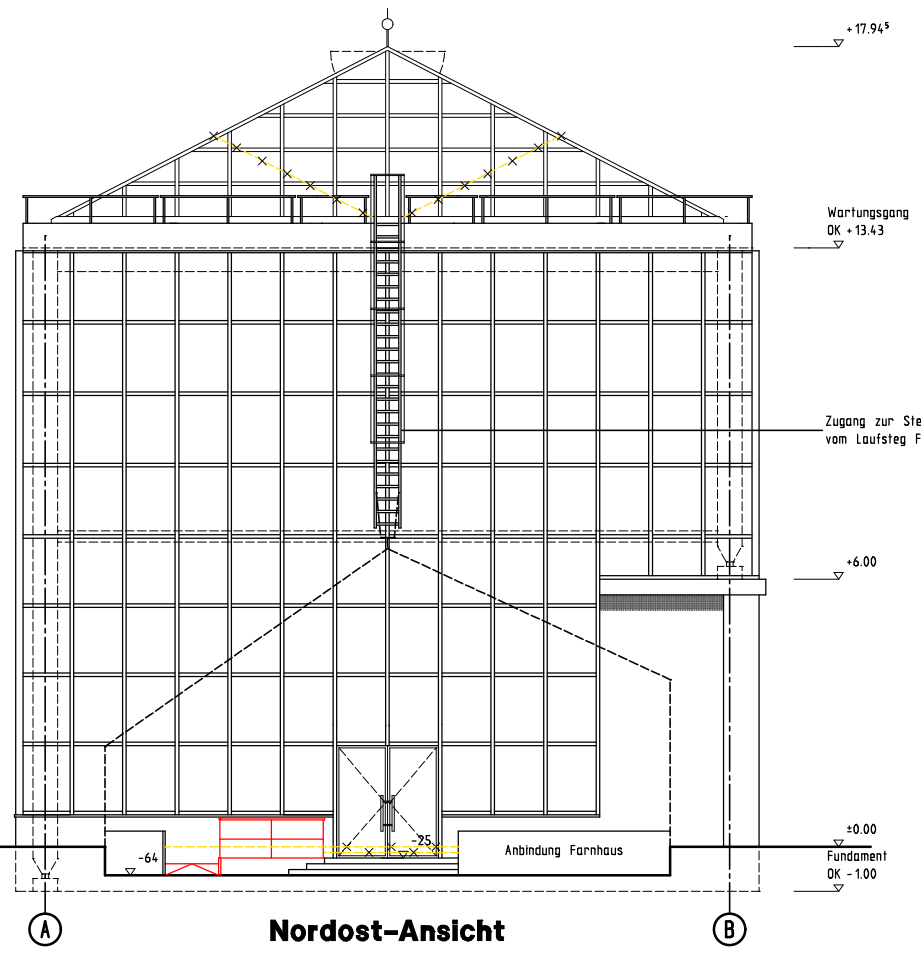 +17.94⁵
Wartungsgang
OK +13.43
Zugang zur Ste
vom Laufsteg F
+6.00
±0.00
-25
Anbindung Farnhaus
-64
Fundament
OK -1.00
A
Nordost-Ansicht
B